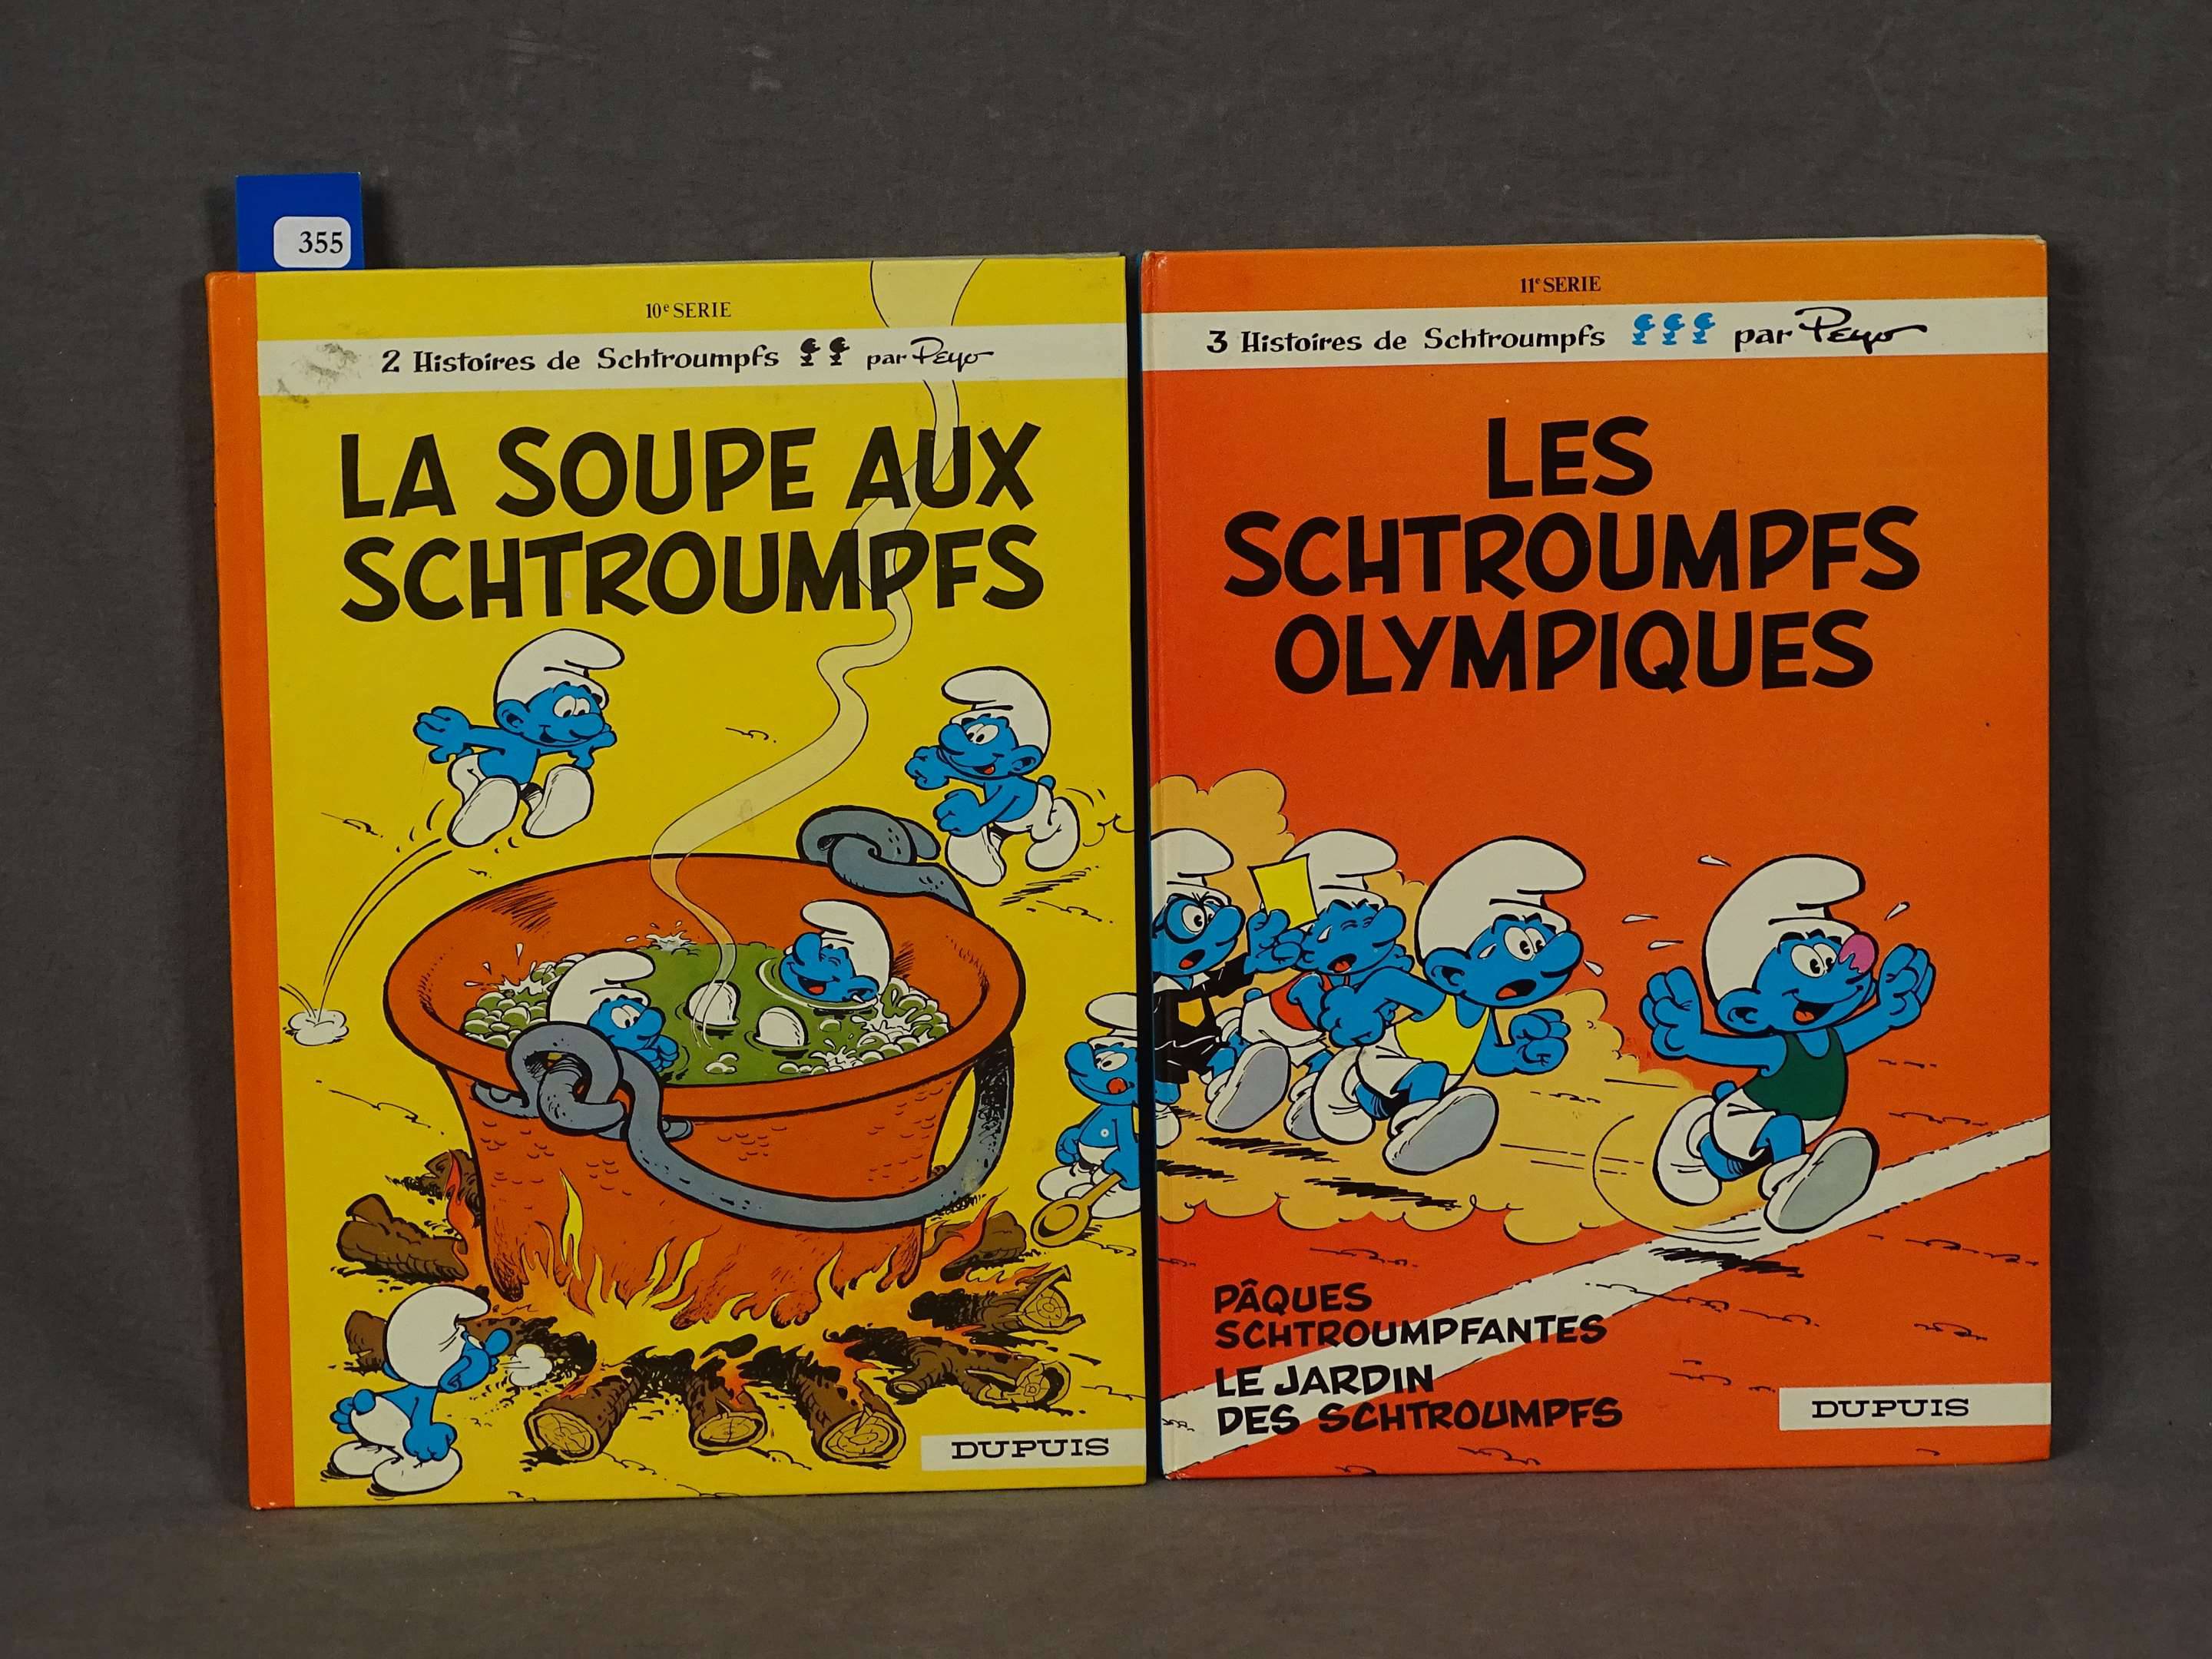 355
10e SERIE
2 Histoires de Schtroumpfs par Peyo
LA SOUPE AUX
SCHTROUMPFS
DUPUIS
11e SERIE
3 Histoires de Schtroumpfs par Peyo
LES
SCHTROUMPFS
OLYMPIQUES
PÂQUES
SCHTROUMPFANTES
LE JARDIN
DES SCHTROUMPFS
DUPUIS